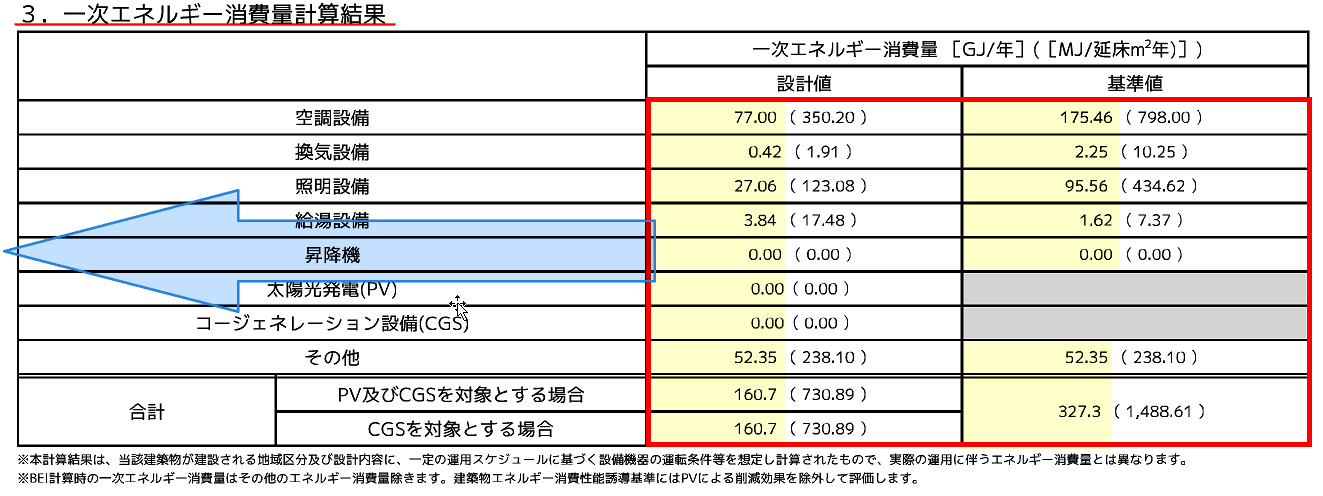 3．一次エネルギー消費量計算結果
一次エネルギー消費量 [GJ/年] ( [MJ/延床m²年)] )
設計値 基準値
空調設備 77.00 ( 350.20 ) 175.46 ( 798.00 )
換気設備 0.42 ( 1.91 ) 2.25 ( 10.25 )
照明設備 27.06 ( 123.08 ) 95.56 ( 434.62 )
給湯設備 3.84 ( 17.48 ) 1.62 ( 7.37 )
昇降機 0.00 ( 0.00 ) 0.00 ( 0.00 )
太陽光発電(PV) 0.00 ( 0.00 )
コージェネレーション設備(CGS) 0.00 ( 0.00 )
その他 52.35 ( 238.10 ) 52.35 ( 238.10 )
合計 PV及びCGSを対象とする場合 160.7 ( 730.89 ) 327.3 ( 1,488.61 )
CGSを対象とする場合 160.7 ( 730.89 )
※本計算結果は、当該建築物が建設される地域区分及び設計内容に、一定の運用スケジュールに基づく設備機器の運転条件等を想定し計算されたもので、実際の運用に伴うエネルギー消費量とは異なります。
※BEI計算時の一次エネルギー消費量はその他のエネルギー消費量除きます。建築物エネルギー消費性能誘導基準にはPVによる削減効果を除外して評価します。